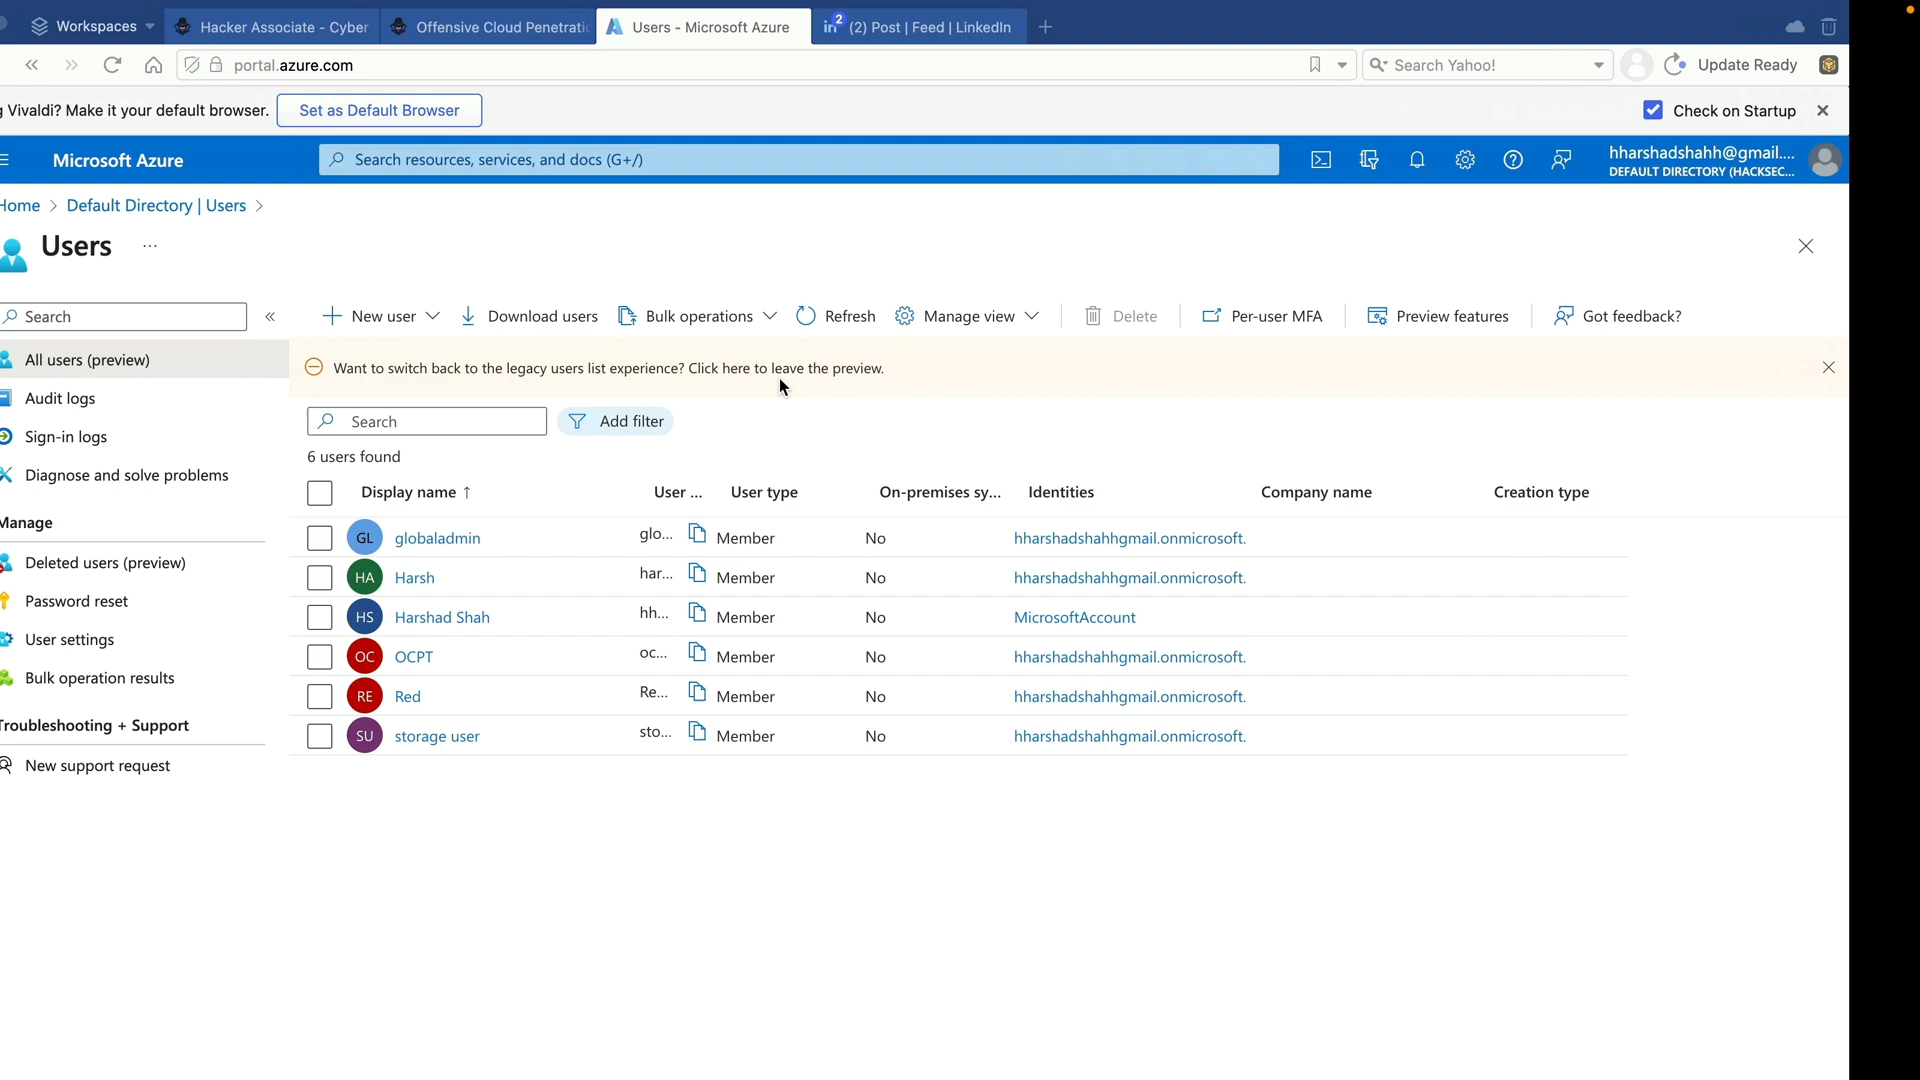 Workspaces
Hacker Associate - Cyber
Offensive Cloud Penetrati
Users - Microsoft Azure
in 2 (2) Post | Feed | LinkedIn
portal.azure.com
Search Yahoo!
Update Ready
g Vivaldi? Make it your default browser.
Set as Default Browser
Check on Startup
Microsoft Azure
Search resources, services, and docs (G+/)
hharshadshahh@gmail....
DEFAULT DIRECTORY (HACKSEC...
Home > Default Directory | Users >
Users ...
Search
«
New user
Download users
Bulk operations
Refresh
Manage view
Delete
Per-user MFA
Preview features
Got feedback?
All users (preview)
Audit logs
Sign-in logs
Diagnose and solve problems
Manage
Deleted users (preview)
Password reset
User settings
Bulk operation results
Troubleshooting + Support
New support request
Want to switch back to the legacy users list experience? Click here to leave the preview.
Search
Add filter
6 users found
Display name ↑ User ... User type On-premises sy... Identities Company name Creation type
GL globaladmin glo... Member No hharshadshahhgmail.onmicrosoft.
HA Harsh har... Member No hharshadshahhgmail.onmicrosoft.
HS Harshad Shah hh... Member No MicrosoftAccount
OC OCPT oc... Member No hharshadshahhgmail.onmicrosoft.
RE Red Re... Member No hharshadshahhgmail.onmicrosoft.
SU storage user sto... Member No hharshadshahhgmail.onmicrosoft.